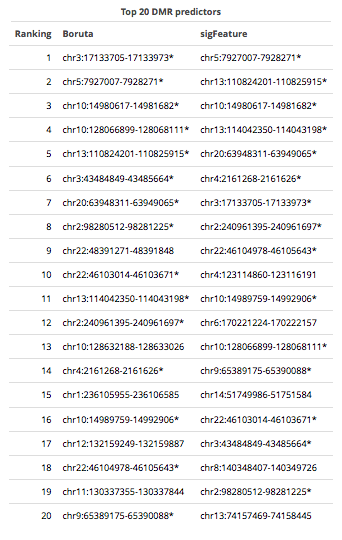 Top 20 DMR predictors
Ranking Boruta sigFeature
1 chr3:17133705-17133973* chr5:7927007-7928271*
2 chr5:7927007-7928271* chr13:110824201-110825915*
3 chr10:14980617-14981682* chr10:14980617-14981682*
4 chr10:128066899-128068111* chr13:114042350-114043198*
5 chr13:110824201-110825915* chr20:63948311-63949065*
6 chr3:43484849-43485664* chr4:2161268-2161626*
7 chr20:63948311-63949065* chr3:17133705-17133973*
8 chr2:98280512-98281225* chr2:240961395-240961697*
9 chr22:48391271-48391848 chr22:46104978-46105643*
10 chr22:46103014-46103671* chr4:123114860-123116191
11 chr13:114042350-114043198* chr10:14989759-14992906*
12 chr2:240961395-240961697* chr6:170221224-170222157
13 chr10:128632188-128633026 chr10:128066899-128068111*
14 chr4:2161268-2161626* chr9:65389175-65390088*
15 chr1:236105955-236106585 chr14:51749986-51751584
16 chr10:14989759-14992906* chr22:46103014-46103671*
17 chr12:132159249-132159887 chr3:43484849-43485664*
18 chr22:46104978-46105643* chr8:140348407-140349726
19 chr11:130337355-130337844 chr2:98280512-98281225*
20 chr9:65389175-65390088* chr13:74157469-74158445